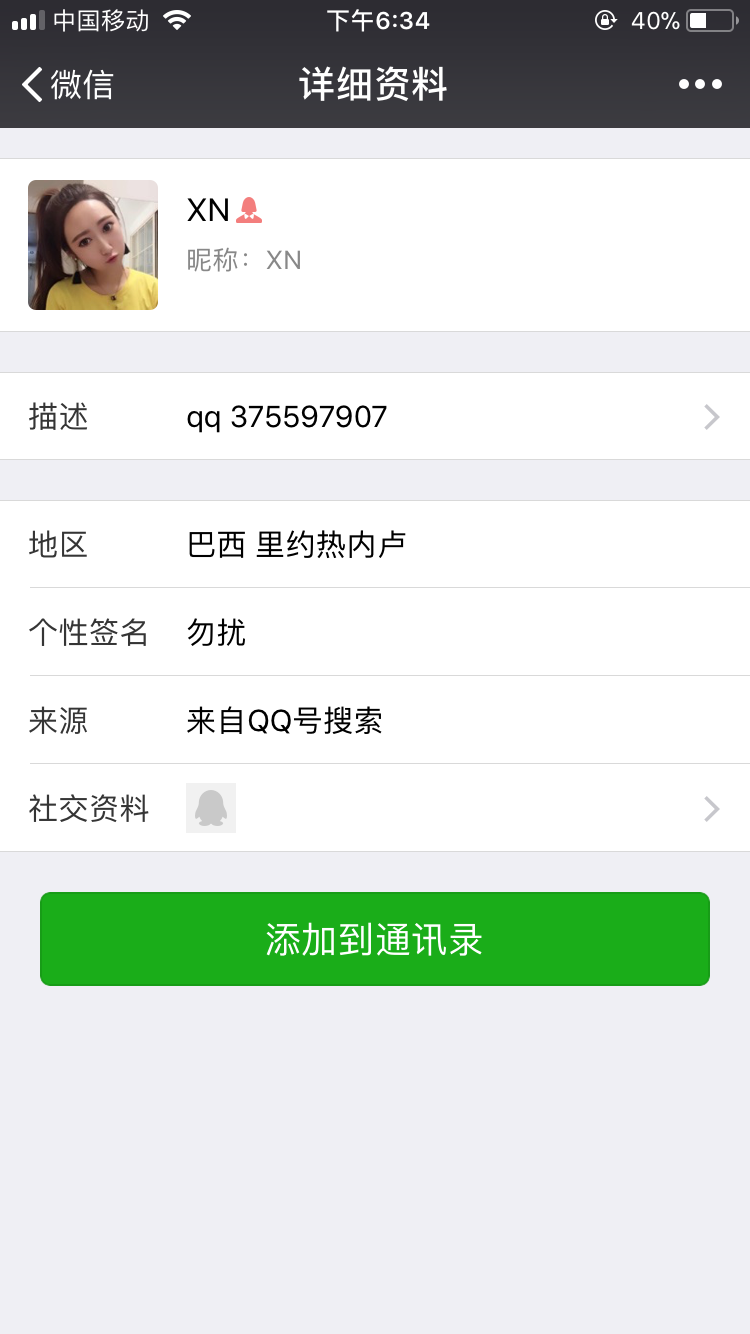 中国移动 下午6:34 40%
微信 详细资料
XN
昵称：XN
描述 qq 375597907
地区 巴西 里约热内卢
个性签名 勿扰
来源 来自QQ号搜索
社交资料
添加到通讯录